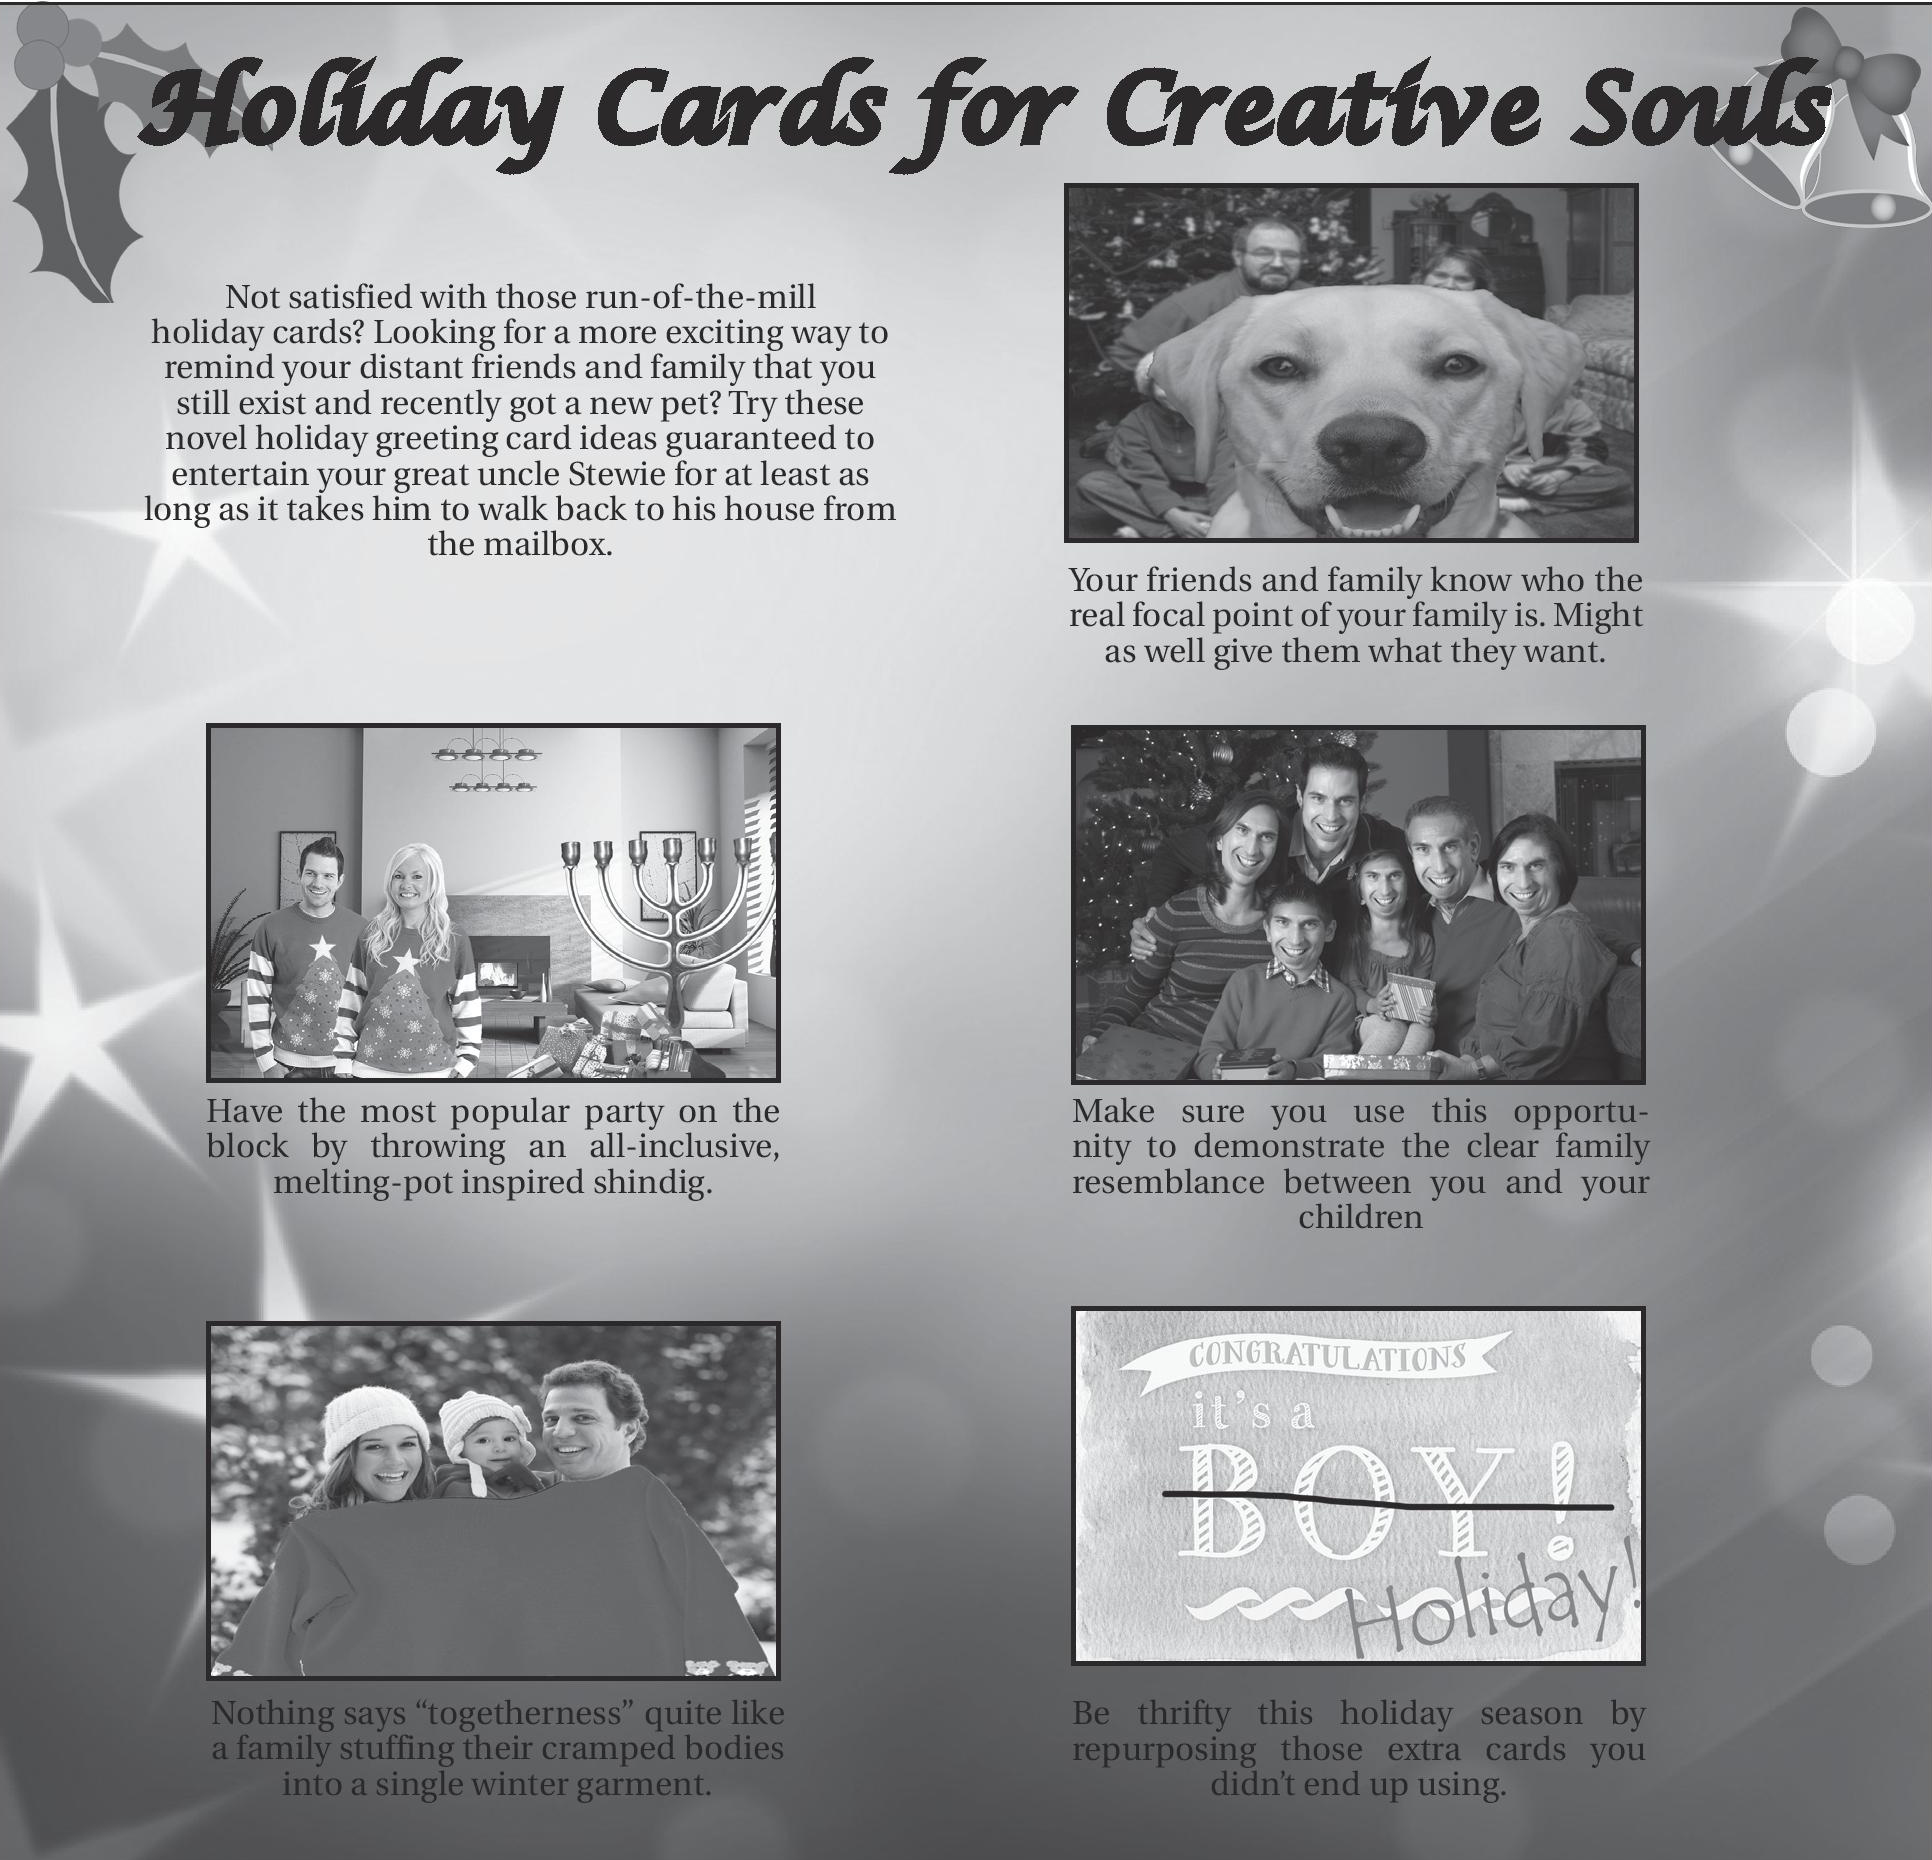 Holiday Cards for Creative Souls
Not satisfied with those run-of-the-mill
holiday cards? Looking for a more exciting way to
remind your distant friends and family that you
still exist and recently got a new pet? Try these
novel holiday greeting card ideas guaranteed to
entertain your great uncle Stewie for at least as
long as it takes him to walk back to his house from
the mailbox.
Your friends and family know who the
real focal point of your family is. Might
as well give them what they want.
Have the most popular party on the
block by throwing an all-inclusive,
melting-pot inspired shindig.
Make sure you use this opportu-
nity to demonstrate the clear family
resemblance between you and your
children
Nothing says “togetherness” quite like
a family stuffing their cramped bodies
into a single winter garment.
CONGRATULATIONS
it's a
BOY!
Holiday!
Be thrifty this holiday season by
repurposing those extra cards you
didn’t end up using.